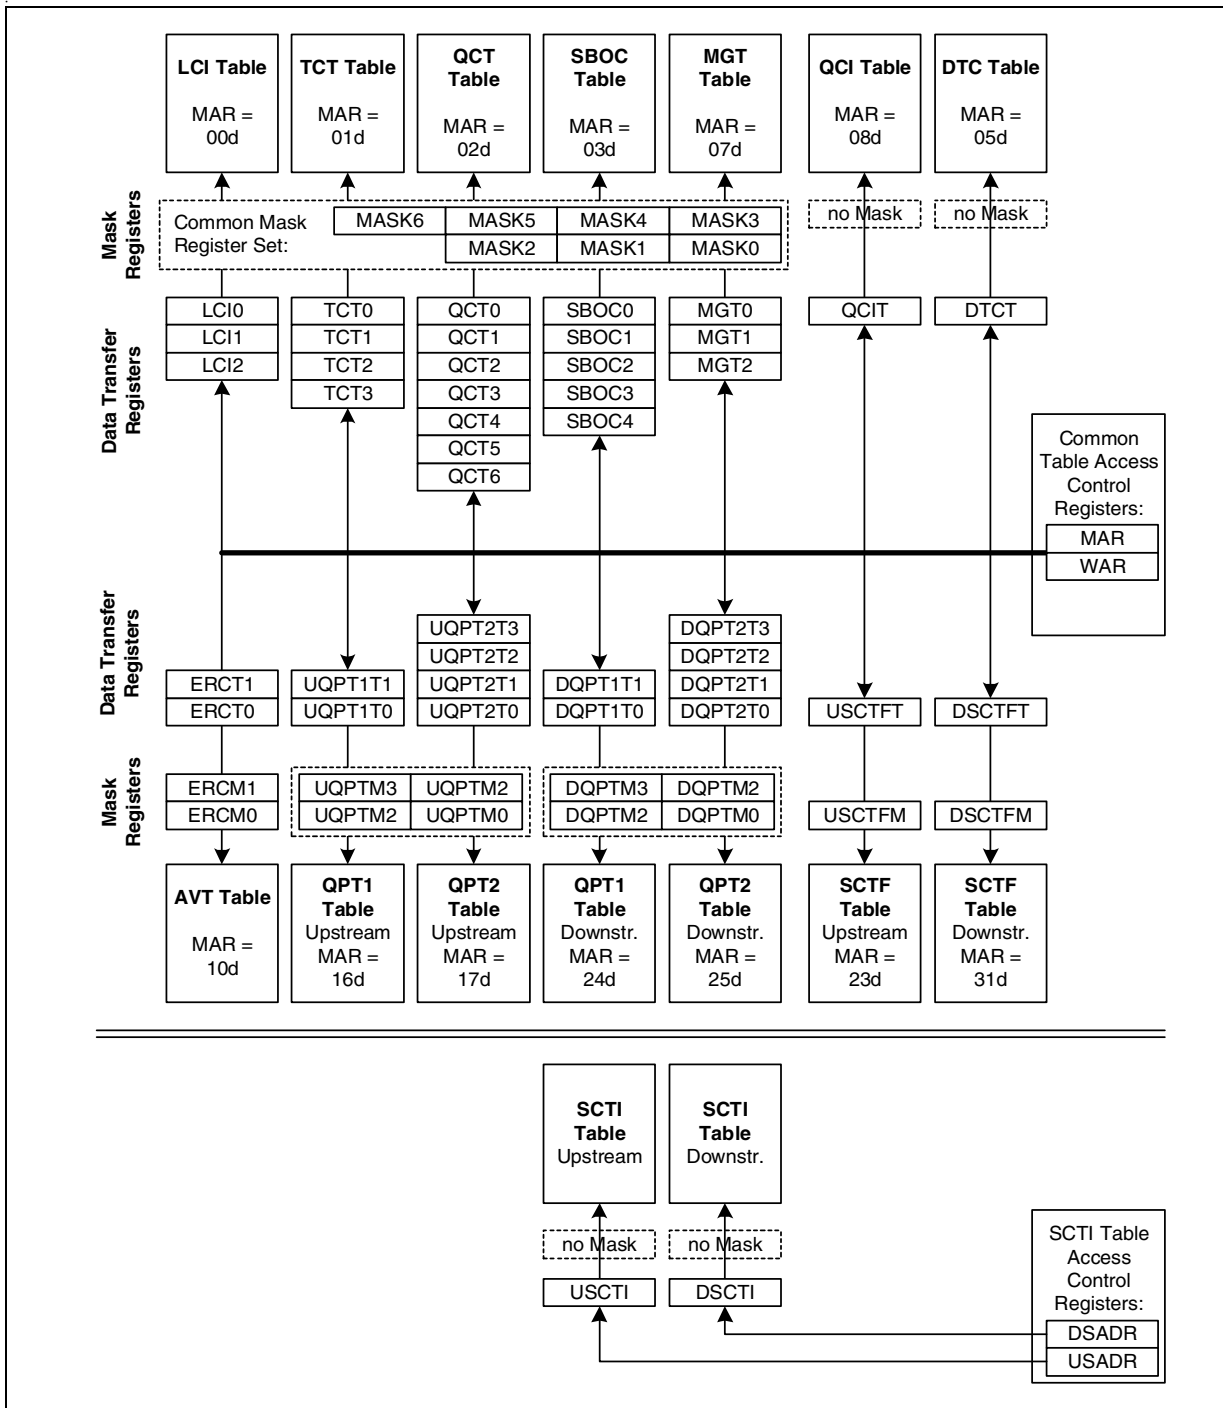 LCI Table
MAR =
00d
TCT Table
MAR =
01d
QCT
Table
MAR =
02d
SBOC
Table
MAR =
03d
MGT
Table
MAR =
07d
QCI Table
MAR =
08d
DTC Table
MAR =
05d
Mask
Registers
Common Mask
Register Set:
MASK6 MASK5 MASK4 MASK3
MASK2 MASK1 MASK0
no Mask
no Mask
Data Transfer
Registers
LCI0
LCI1
LCI2
TCT0
TCT1
TCT2
TCT3
QCT0
QCT1
QCT2
QCT3
QCT4
QCT5
QCT6
SBOC0
SBOC1
SBOC2
SBOC3
SBOC4
MGT0
MGT1
MGT2
QCIT
DTCT
Common
Table Access
Control
Registers:
MAR
WAR
Data Transfer
Registers
ERCT1
ERCT0
UQPT1T1
UQPT1T0
UQPT2T3
UQPT2T2
UQPT2T1
UQPT2T0
DQPT1T1
DQPT1T0
DQPT2T3
DQPT2T2
DQPT2T1
DQPT2T0
USCTFT
DSCTFT
Mask
Registers
ERCM1
ERCM0
UQPTM3 UQPTM2
UQPTM2 UQPTM0
DQPTM3 DQPTM2
DQPTM2 DQPTM0
USCTFM
DSCTFM
AVT Table
MAR =
10d
QPT1
Table
Upstream
MAR =
16d
QPT2
Table
Upstream
MAR =
17d
QPT1
Table
Downstr.
MAR =
24d
QPT2
Table
Downstr.
MAR =
25d
SCTF
Table
Upstream
MAR =
23d
SCTF
Table
Downstr.
MAR =
31d
SCTI
Table
Upstream
SCTI
Table
Downstr.
no Mask
no Mask
USCTI
DSCTI
SCTI Table
Access
Control
Registers:
DSADR
USADR